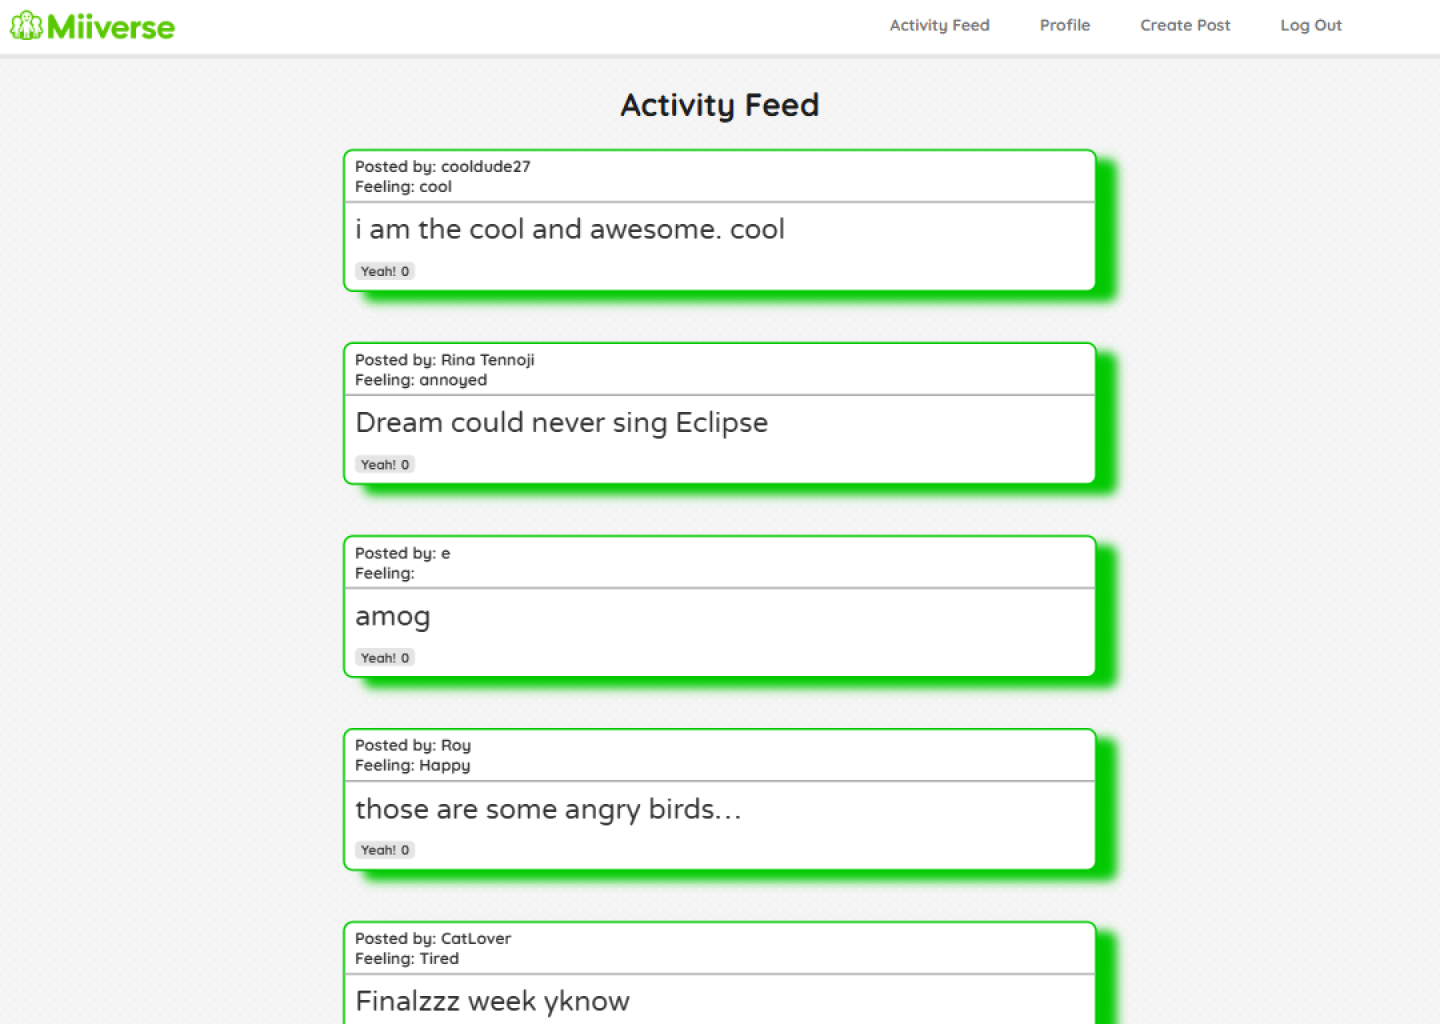 Miiverse
Activity Feed
Profile
Create Post
Log Out
Activity Feed
Posted by: cooldude27
Feeling: cool
i am the cool and awesome. cool
Yeah! 0
Posted by: Rina Tennoji
Feeling: annoyed
Dream could never sing Eclipse
Yeah! 0
Posted by: e
Feeling:
amog
Yeah! 0
Posted by: Roy
Feeling: Happy
those are some angry birds...
Yeah! 0
Posted by: CatLover
Feeling: Tired
Finalzzz week yknow